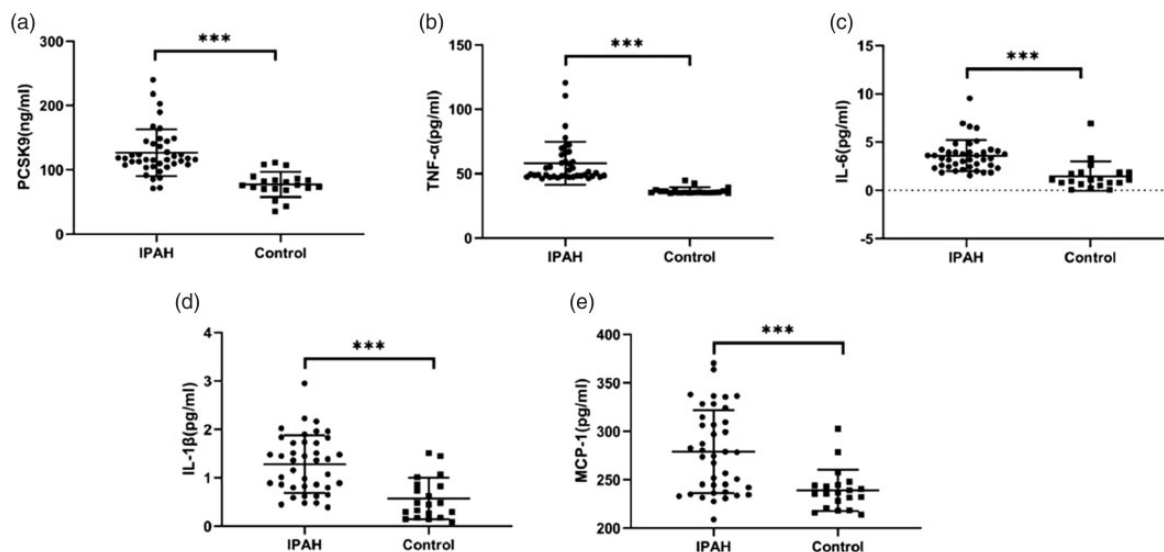 (a)
PCSK9(ng/ml)
300
200
100
0
***
IPAH
Control
(b)
TNF-α(pg/ml)
150
100
50
0
***
IPAH
Control
(c)
IL-6(pg/ml)
15
10
5
0
-5
***
IPAH
Control
(d)
IL-1β(pg/ml)
4
3
2
1
0
***
IPAH
Control
(e)
MCP-1(pg/ml)
400
350
300
250
200
***
IPAH
Control